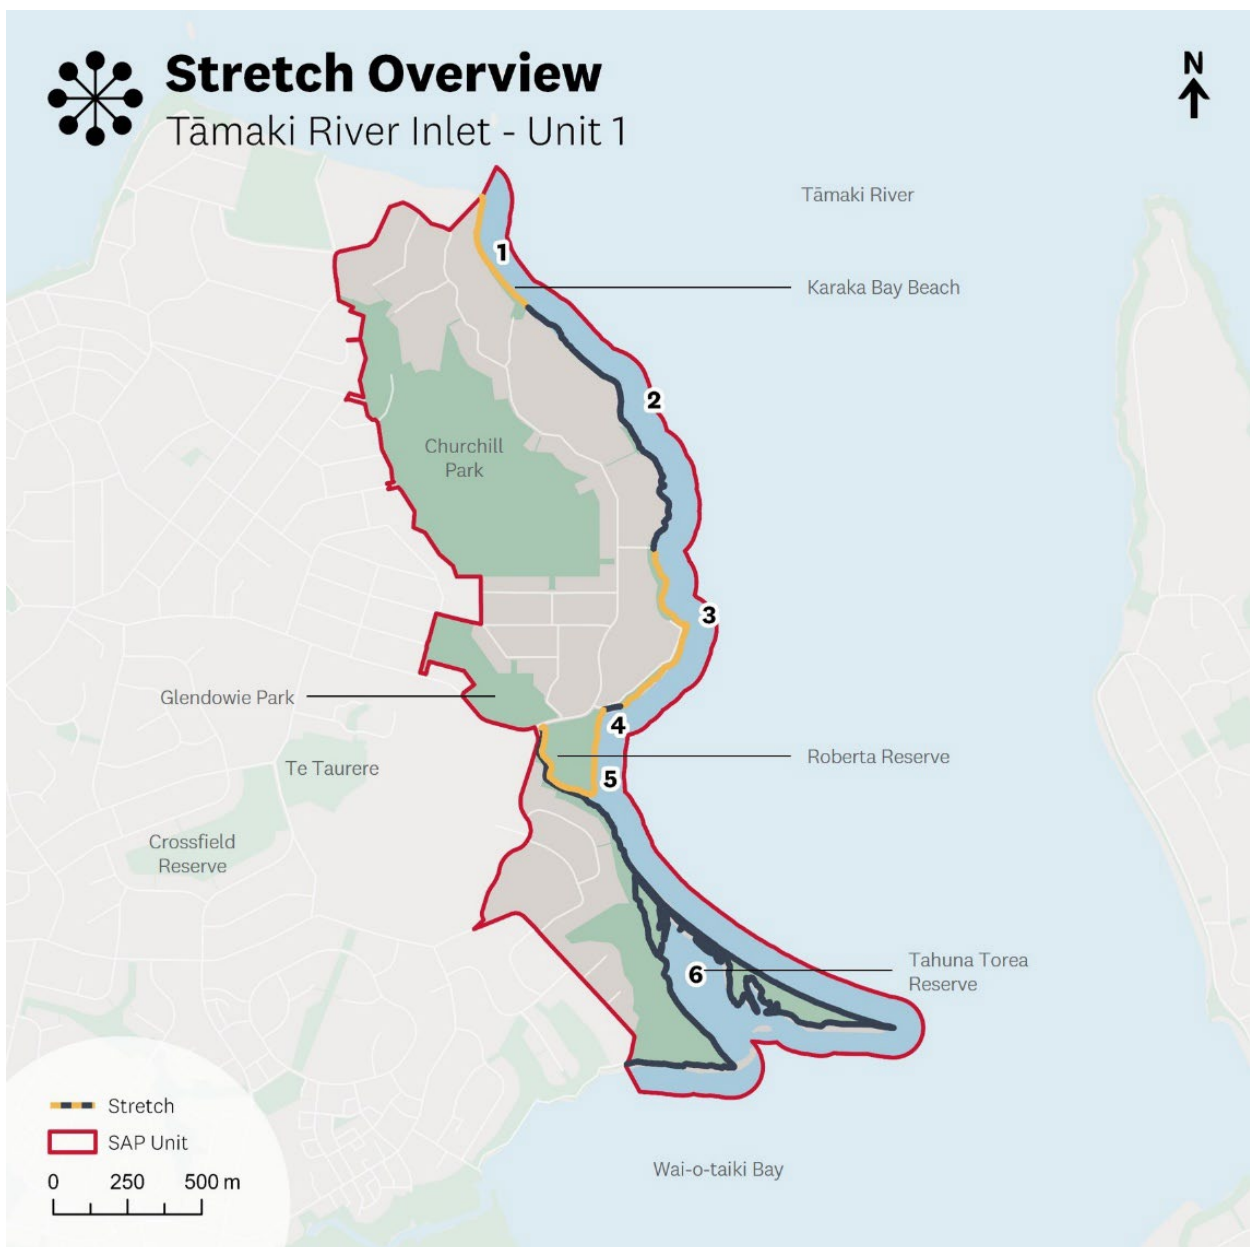 Stretch Overview
Tāmaki River Inlet - Unit 1
N
Tāmaki River
1
Karaka Bay Beach
2
Churchill
Park
3
Glendowie Park
4
Roberta Reserve
Te Taurere
5
Crossfield
Reserve
6
Tahuna Torea
Reserve
Stretch
SAP Unit
0 250 500 m
Wai-o-taiki Bay